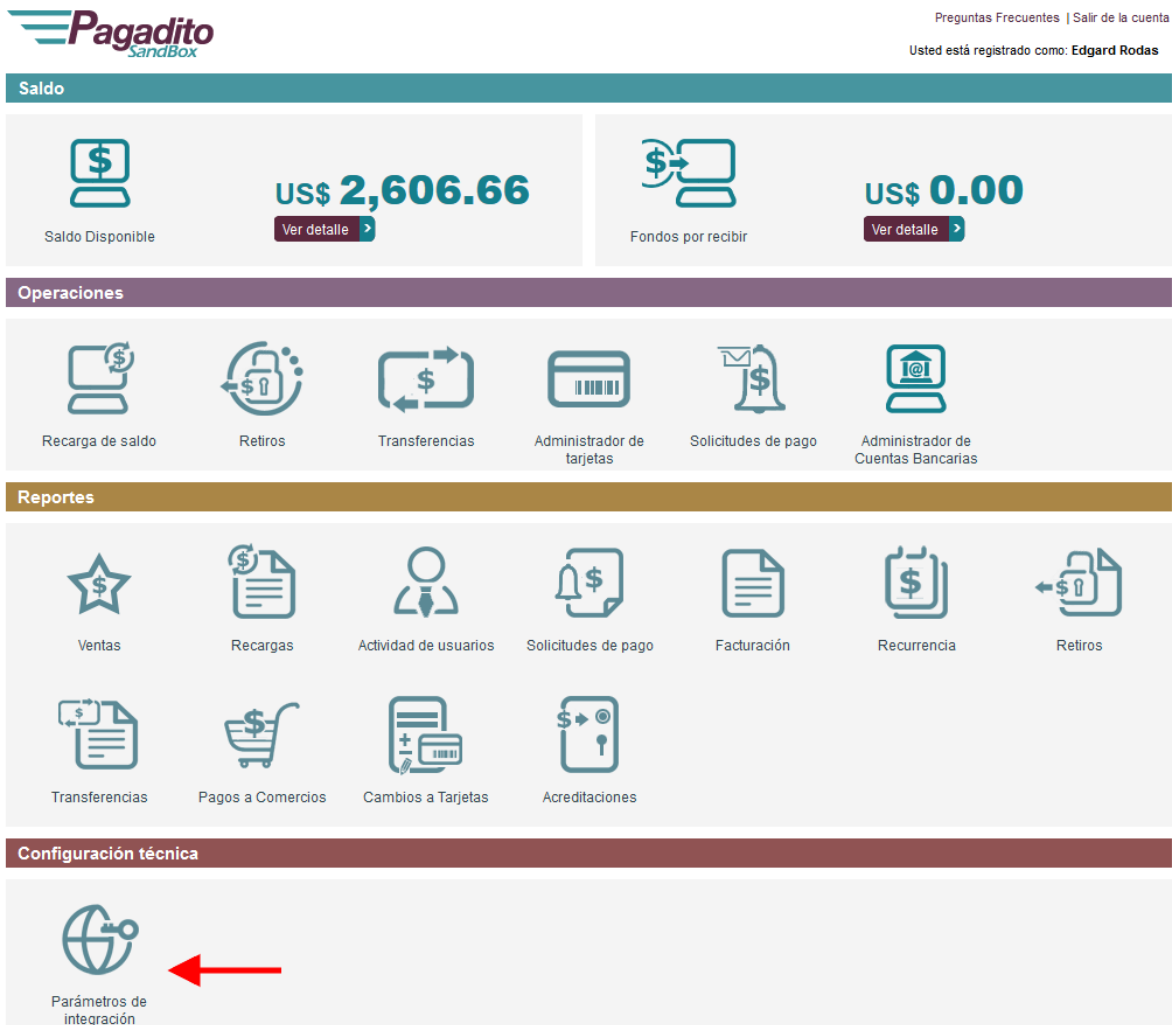 Pagadito
SandBox
Preguntas Frecuentes | Salir de la cuenta
Usted está registrado como: Edgard Rodas
Saldo
US$ 2,606.66
Ver detalle >
Saldo Disponible
US$ 0.00
Ver detalle >
Fondos por recibir
Operaciones
Recarga de saldo
Retiros
Transferencias
Administrador de
tarjetas
Solicitudes de pago
Administrador de
Cuentas Bancarias
Reportes
Ventas
Recargas
Actividad de usuarios
Solicitudes de pago
Facturación
Recurrencia
Retiros
Transferencias
Pagos a Comercios
Cambios a Tarjetas
Acreditaciones
Configuración técnica
Parámetros de
integración